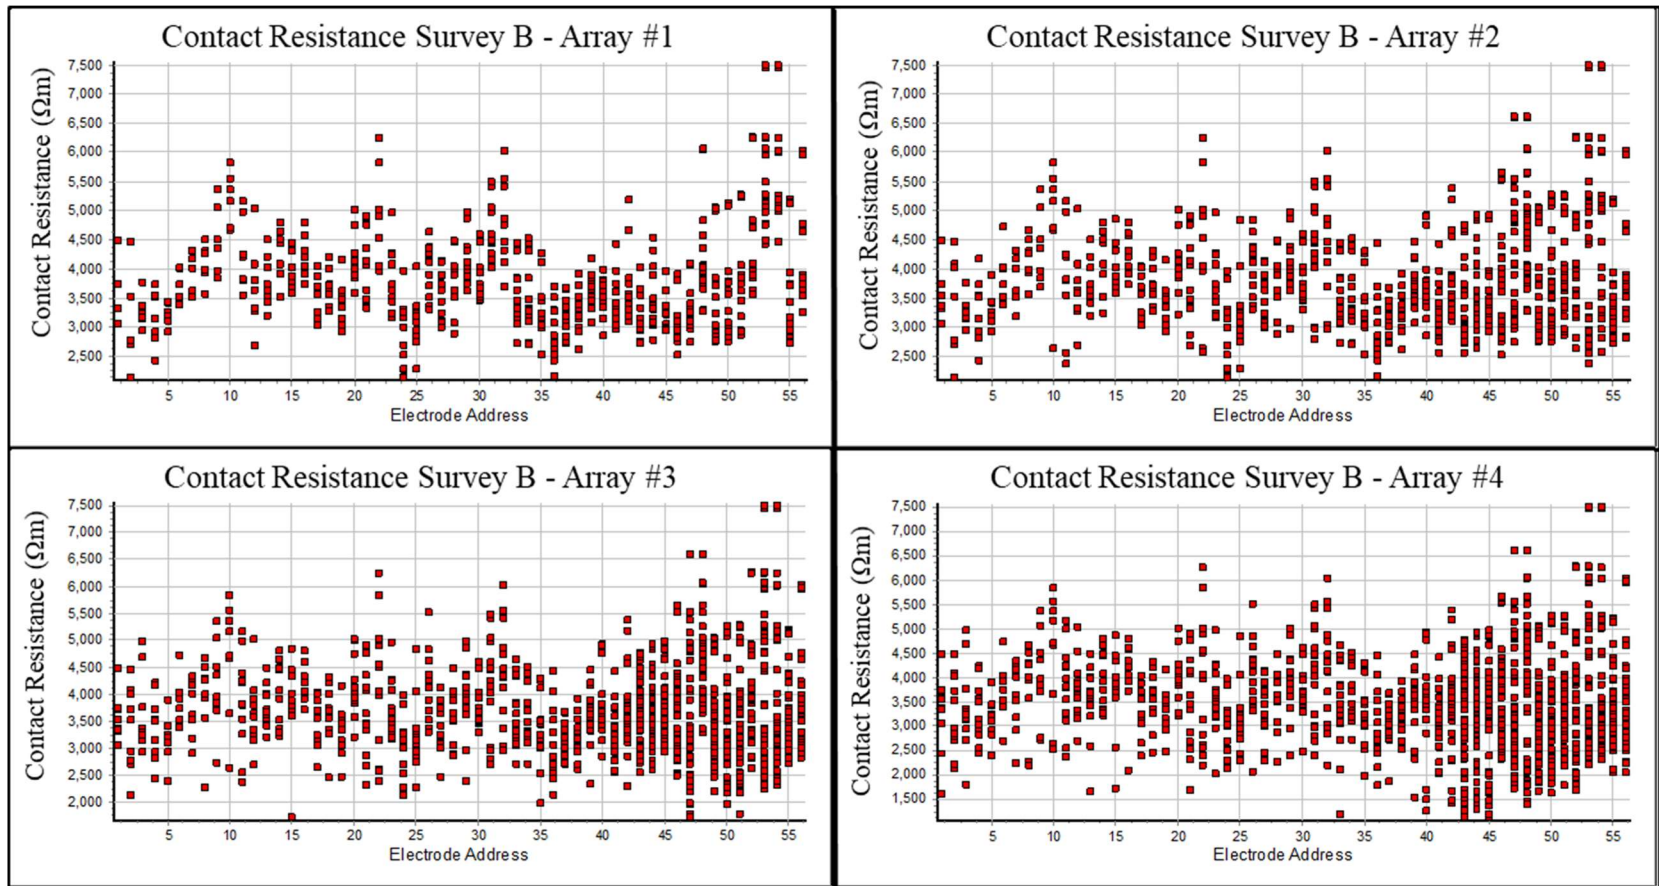 Contact Resistance Survey B - Array #1
Contact Resistance (Ωm)
7,500
7,000
6,500
6,000
5,500
5,000
4,500
4,000
3,500
3,000
2,500
5 10 15 20 25 30 35 40 45 50 55
Electrode Address
Contact Resistance Survey B - Array #2
Contact Resistance (Ωm)
7,500
7,000
6,500
6,000
5,500
5,000
4,500
4,000
3,500
3,000
2,500
5 10 15 20 25 30 35 40 45 50 55
Electrode Address
Contact Resistance Survey B - Array #3
Contact Resistance (Ωm)
7,500
7,000
6,500
6,000
5,500
5,000
4,500
4,000
3,500
3,000
2,500
2,000
5 10 15 20 25 30 35 40 45 50 55
Electrode Address
Contact Resistance Survey B - Array #4
Contact Resistance (Ωm)
7,500
7,000
6,500
6,000
5,500
5,000
4,500
4,000
3,500
3,000
2,500
2,000
1,500
5 10 15 20 25 30 35 40 45 50 55
Electrode Address